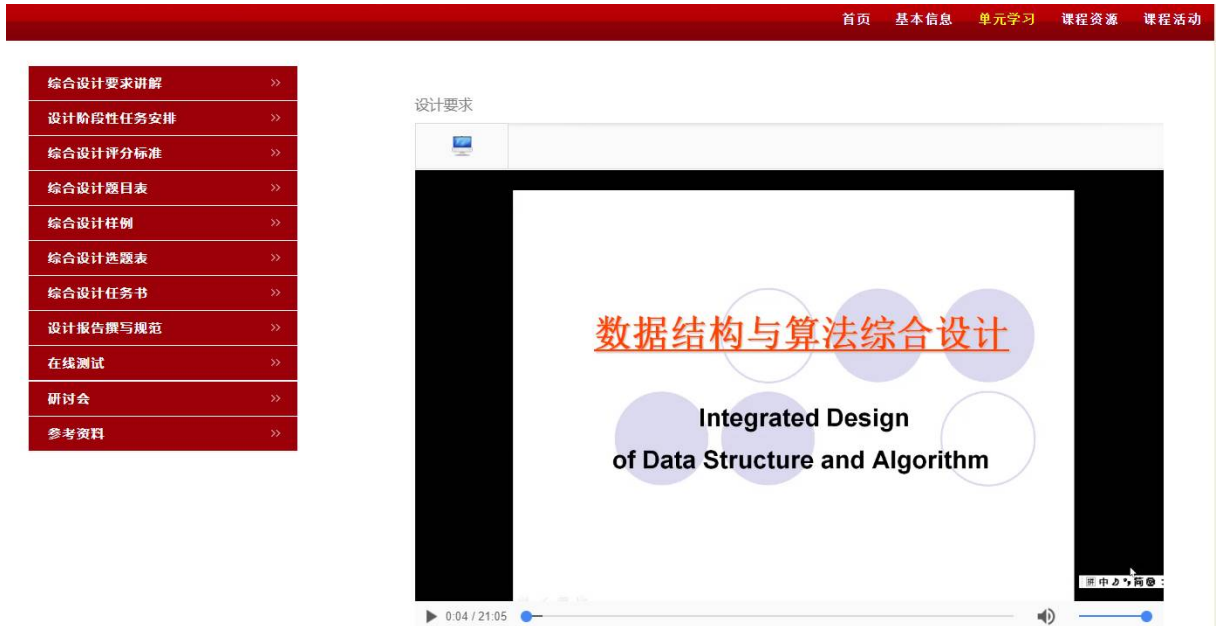 首页 基本信息 单元学习 课程资源 课程活动
综合设计要求讲解 >>
设计阶段性任务安排 >>
综合设计评分标准 >>
综合设计题目表 >>
综合设计样例 >>
综合设计选题表 >>
综合设计任务书 >>
设计报告撰写规范 >>
在线测试 >>
研讨会 >>
参考资料 >>
设计要求
数据结构与算法综合设计
Integrated Design
of Data Structure and Algorithm
中 简
0:04 / 21:05